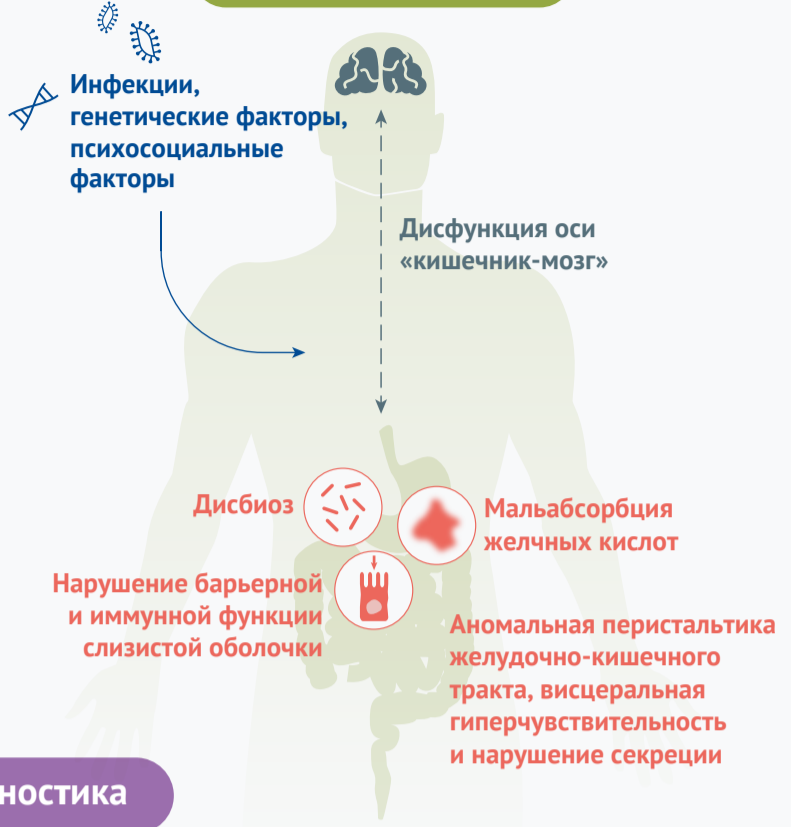 Инфекции,
генетические факторы,
психосоциальные
факторы
Дисфункция оси
«кишечник-мозг»
Дисбиоз
Мальабсорбция
желчных кислот
Нарушение барьерной
и иммунной функции
слизистой оболочки
Аномальная перистальтика
желудочно-кишечного
тракта, висцеральная
гиперчувствительность
и нарушение секреции
ностика